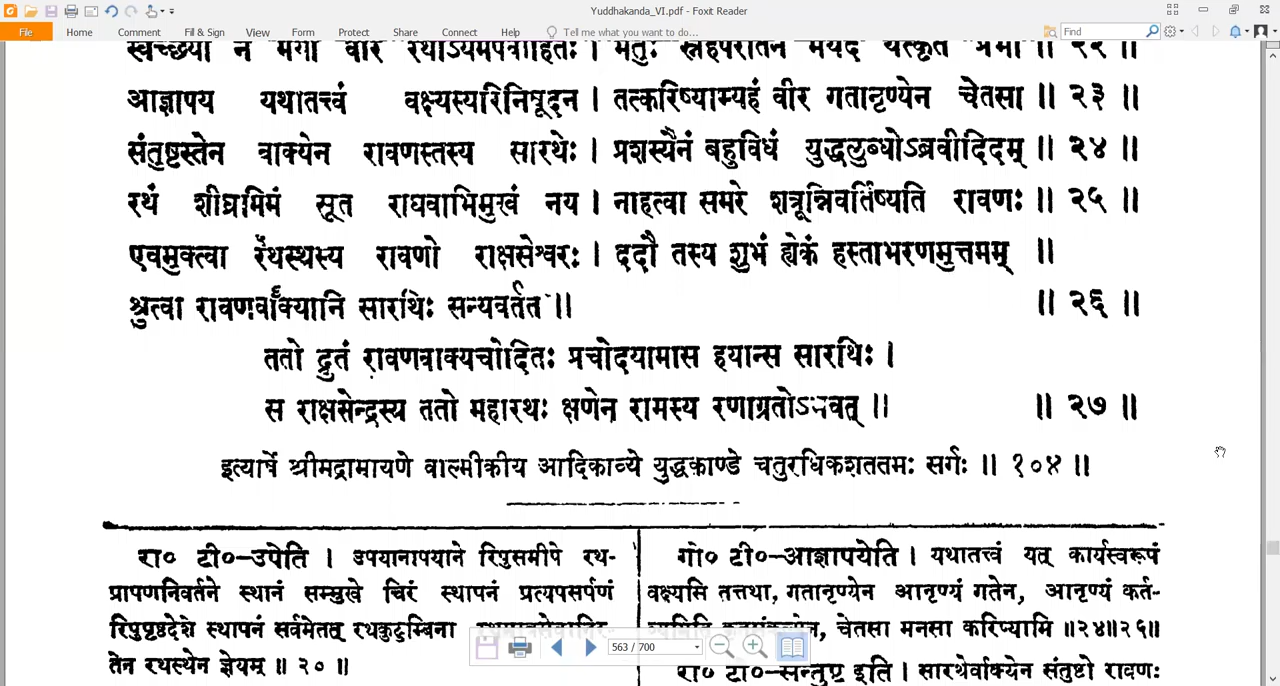 Yuddhakanda_VI.pdf - Foxit Reader
File Home Comment Fill & Sign View Form Protect Share Connect Help Tell me what you want to do... Find
आज्ञापय यथातत्त्वं वक्ष्यस्यरिनिषूदन । तत्करिष्याम्यहं वीर गतानृण्येन चेतसा ॥ २३ ॥
संतुष्टस्तेन वाक्येन रावणस्तस्य सारथेः । प्रशस्यैनं बहुविधं युद्धलुब्धोऽब्रवीदिदम् ॥ २४ ॥
रथं शीघ्रमिमं सूत राघवाभिमुखं नय । नाहत्वा समरे शत्रून्निवर्तिष्यति रावणः ॥ २५ ॥
एवमुक्त्वा रथस्थस्य रावणो राक्षसेश्वरः । ददौ तस्य शुभं ह्येकं हस्ताभरणमुत्तमम् ॥
श्रुत्वा रावणवाक्यानि सारथिः सन्यवर्तत ॥ ॥ २६ ॥
ततो द्रुतं रावणवाक्यचोदितः प्रचोदयामास हयान्स सारथिः ।
स राक्षसेन्द्रस्य ततो महारथः क्षणेन रामस्य रणाग्रतोऽभवत् ॥ ॥ २७ ॥
इत्यार्षे श्रीमद्रामायणे वाल्मीकीय आदिकाव्ये युद्धकाण्डे चतुरधिकशततमः सर्गः ॥ १०४ ॥
रा० टी०-उपेति । उपयानापयाने रिपुसमीपे रथ-
प्रापणनिवर्तने स्थानं सम्मुखे चिरं स्थापनं प्रत्यपसर्पणं
रिपुपृष्ठदेशे स्थापनं सर्वमेतत् रथकुटुम्बिना
तेन रथस्थेन ज्ञेयम् ॥ २० ॥
गो० टी०-आज्ञापयेति । यथातत्त्वं यत् कार्यस्वरूपं
वक्ष्यसि तत्तथा, गतानृण्येन आनृण्यं गतेन, आनृण्यं कर्त-
चेतसा मनसा करिष्यामि ॥२४॥२६॥
रा० टी०-सन्तुष्ट इति । सारथेर्वाक्येन संतुष्टो रावणः
563 / 700